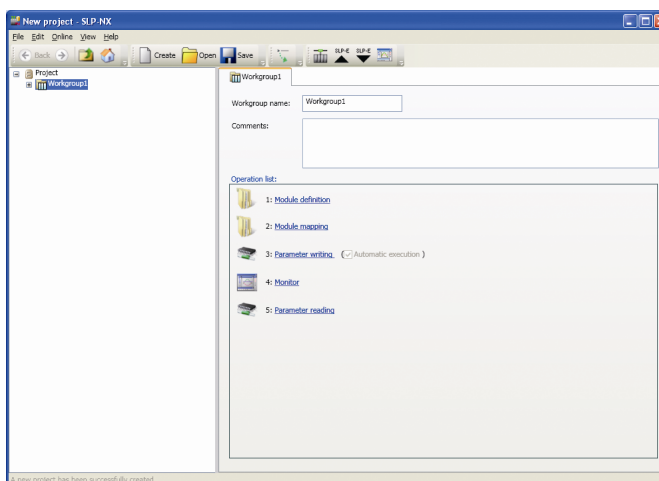 New project - SLP-NX
File Edit Online View Help
Back Create Open Save SLP-E SLP-E
Project
Workgroup1
Workgroup1
Workgroup name: Workgroup1
Comments:
Operation list:
1: Module definition
2: Module mapping
3: Parameter writing ( Automatic execution )
4: Monitor
5: Parameter reading
A new project has been successfully created